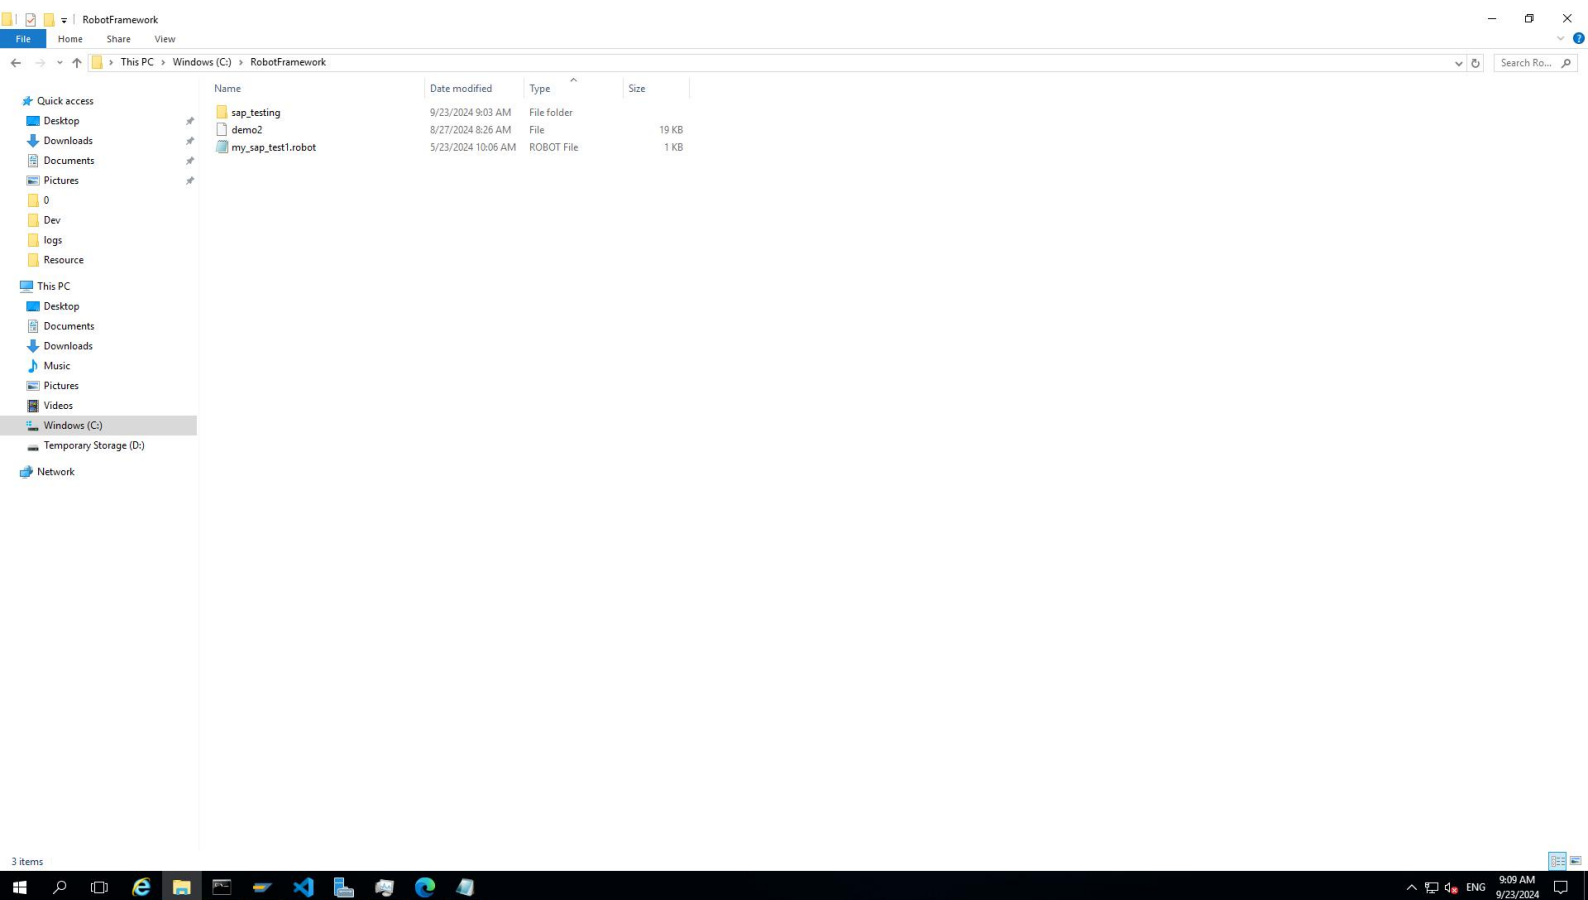 RobotFramework
File Home Share View
This PC Windows (C:) RobotFramework
Search Ro...
Name Date modified Type Size
sap_testing 9/23/2024 9:03 AM File folder
demo2 8/27/2024 8:26 AM File 19 KB
my_sap_test1.robot 5/23/2024 10:06 AM ROBOT File 1 KB
Quick access
Desktop
Downloads
Documents
Pictures
0
Dev
logs
Resource
This PC
Desktop
Documents
Downloads
Music
Pictures
Videos
Windows (C:)
Temporary Storage (D:)
Network
3 items
ENG
9:09 AM
9/23/2024